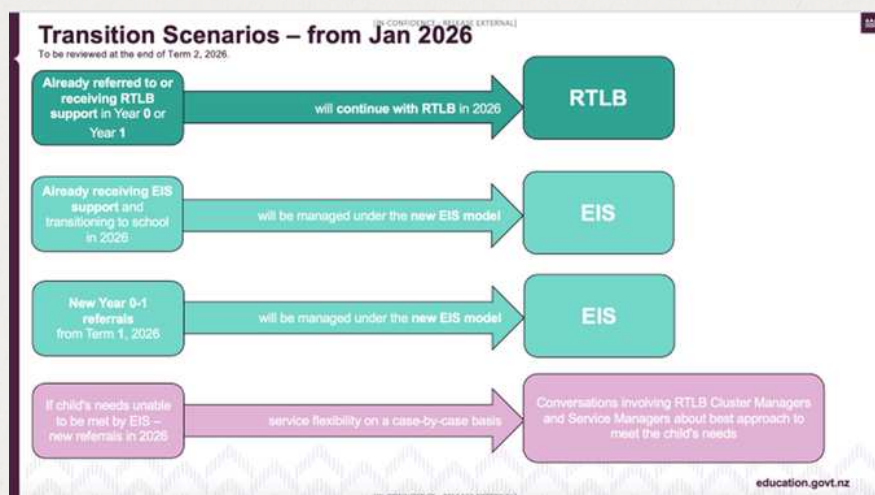 [IN-CONFIDENCE - RELEASE EXTERNAL]
Transition Scenarios – from Jan 2026
To be reviewed at the end of Term 2, 2026.
Already referred to or
receiving RTLB
support in Year 0 or
Year 1
will continue with RTLB in 2026
RTLB
Already receiving EIS
support and
transitioning to school
in 2026
will be managed under the new EIS model
EIS
New Year 0-1
referrals
from Term 1, 2026
will be managed under the new EIS model
EIS
If child's needs unable
to be met by EIS –
new referrals in 2026
service flexibility on a case-by-case basis
Conversations involving RTLB Cluster Managers
and Service Managers about best approach to
meet the child's needs
education.govt.nz